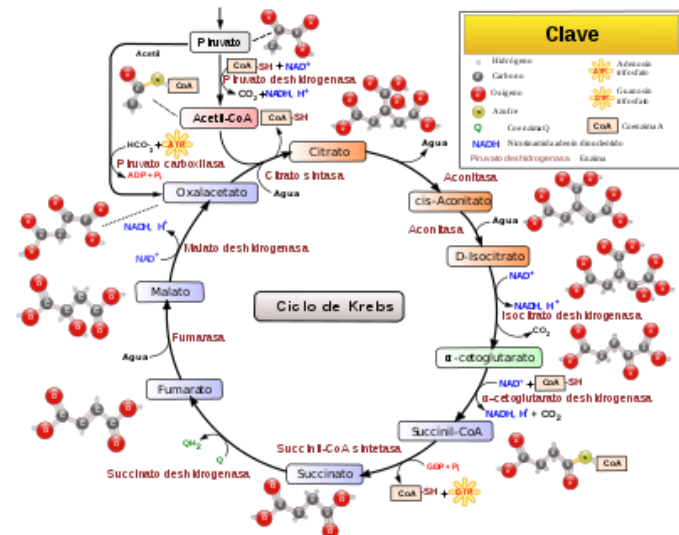 Piruvato
Acetil
CoA-SH + NAD⁺
Piruvato deshidrogenasa
CO₂ + NADH, H⁺
CoA
Acetil-CoA
CoA-SH
HCO₃⁻ + ATP
Piruvato carboxilasa
ADP + Pᵢ
Citrato
Citrato sintasa
Agua
Agua
Aconitasa
cis-Aconitato
Aconitasa
Agua
D-Isocitrato
NAD⁺
NADH, H⁺
Isocitrato deshidrogenasa
CO₂
α-cetoglutarato
NAD⁺ + CoA-SH
α-cetoglutarato deshidrogenasa
NADH, H⁺ + CO₂
Succinil-CoA
CoA
Succinil-CoA sintetasa
GDP + Pᵢ
CoA-SH + GTP
Succinato
Succinato deshidrogenasa
Q
QH₂
Fumarato
Fumarasa
Agua
Malato
Malato deshidrogenasa
NAD⁺
NADH, H⁺
Oxalacetato
Ciclo de Krebs
Clave
Hidrógeno
Carbono
Oxígeno
Azufre
Q Coenzima Q
NADH Nicotinamida adenín dinucleótido
Piruvato deshidrogenasa Enzima
ATP Adenosín trifosfato
GTP Guanosín trifosfato
CoA Coenzima A